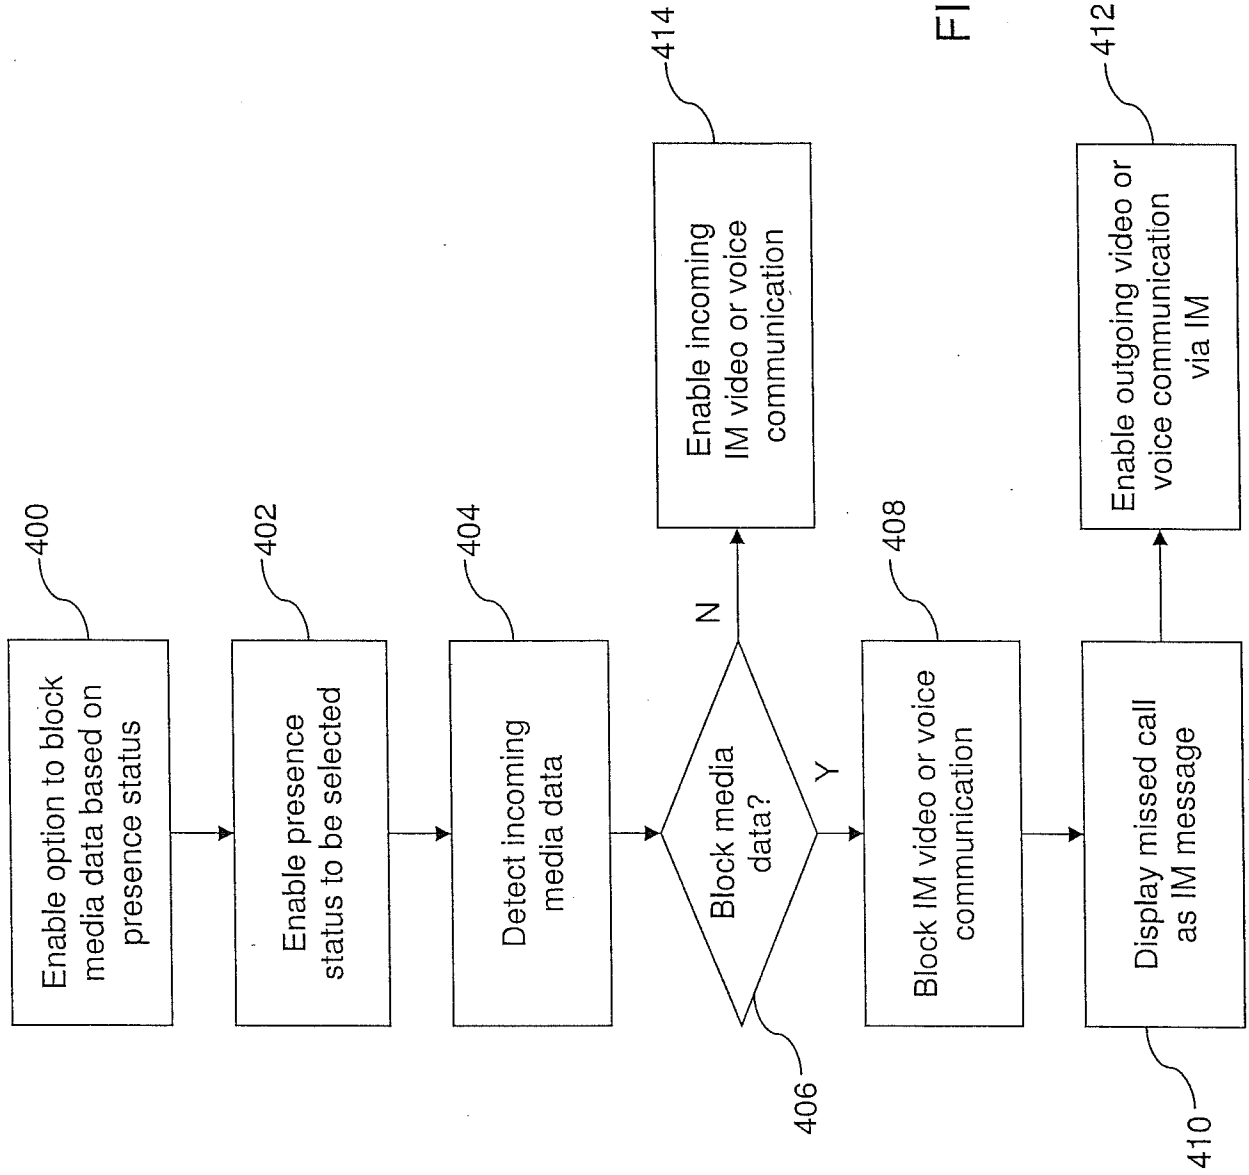 400
Enable option to block
media data based on
presence status
402
Enable presence
status to be selected
404
Detect incoming
media data
406
Block media
data?
N
Y
414
Enable incoming
IM video or voice
communication
408
Block IM video or voice
communication
410
Display missed call
as IM message
412
Enable outgoing video or
voice communication
via IM